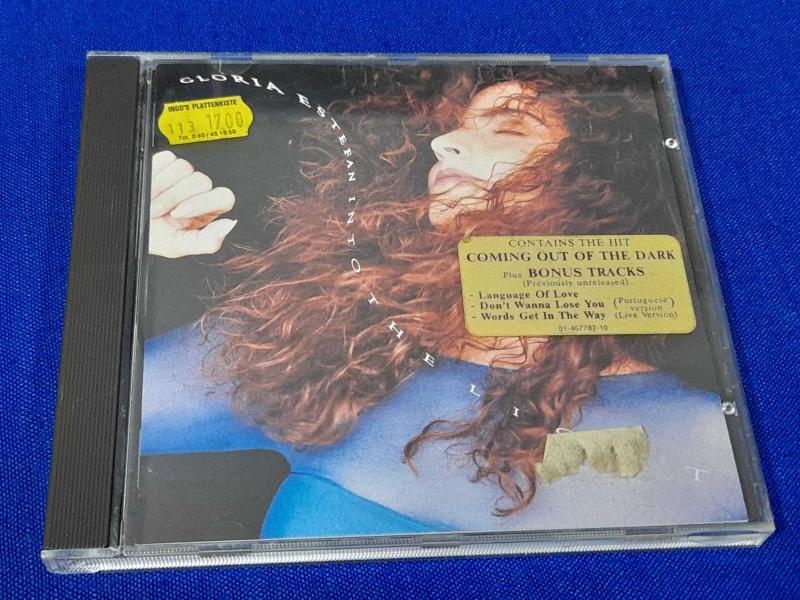 GLORIA ESTEFAN INTO THE LI T
INGO'S PLATTENKISTE
113 17.00
Tel. 040/45 18 59
CONTAINS THE HIT
COMING OUT OF THE DARK
Plus BONUS TRACKS
(Previously unreleased)
- Language Of Love
- Don't Wanna Lose You (Portuguese version)
- Words Get In The Way (Live Version)
01-467782-10